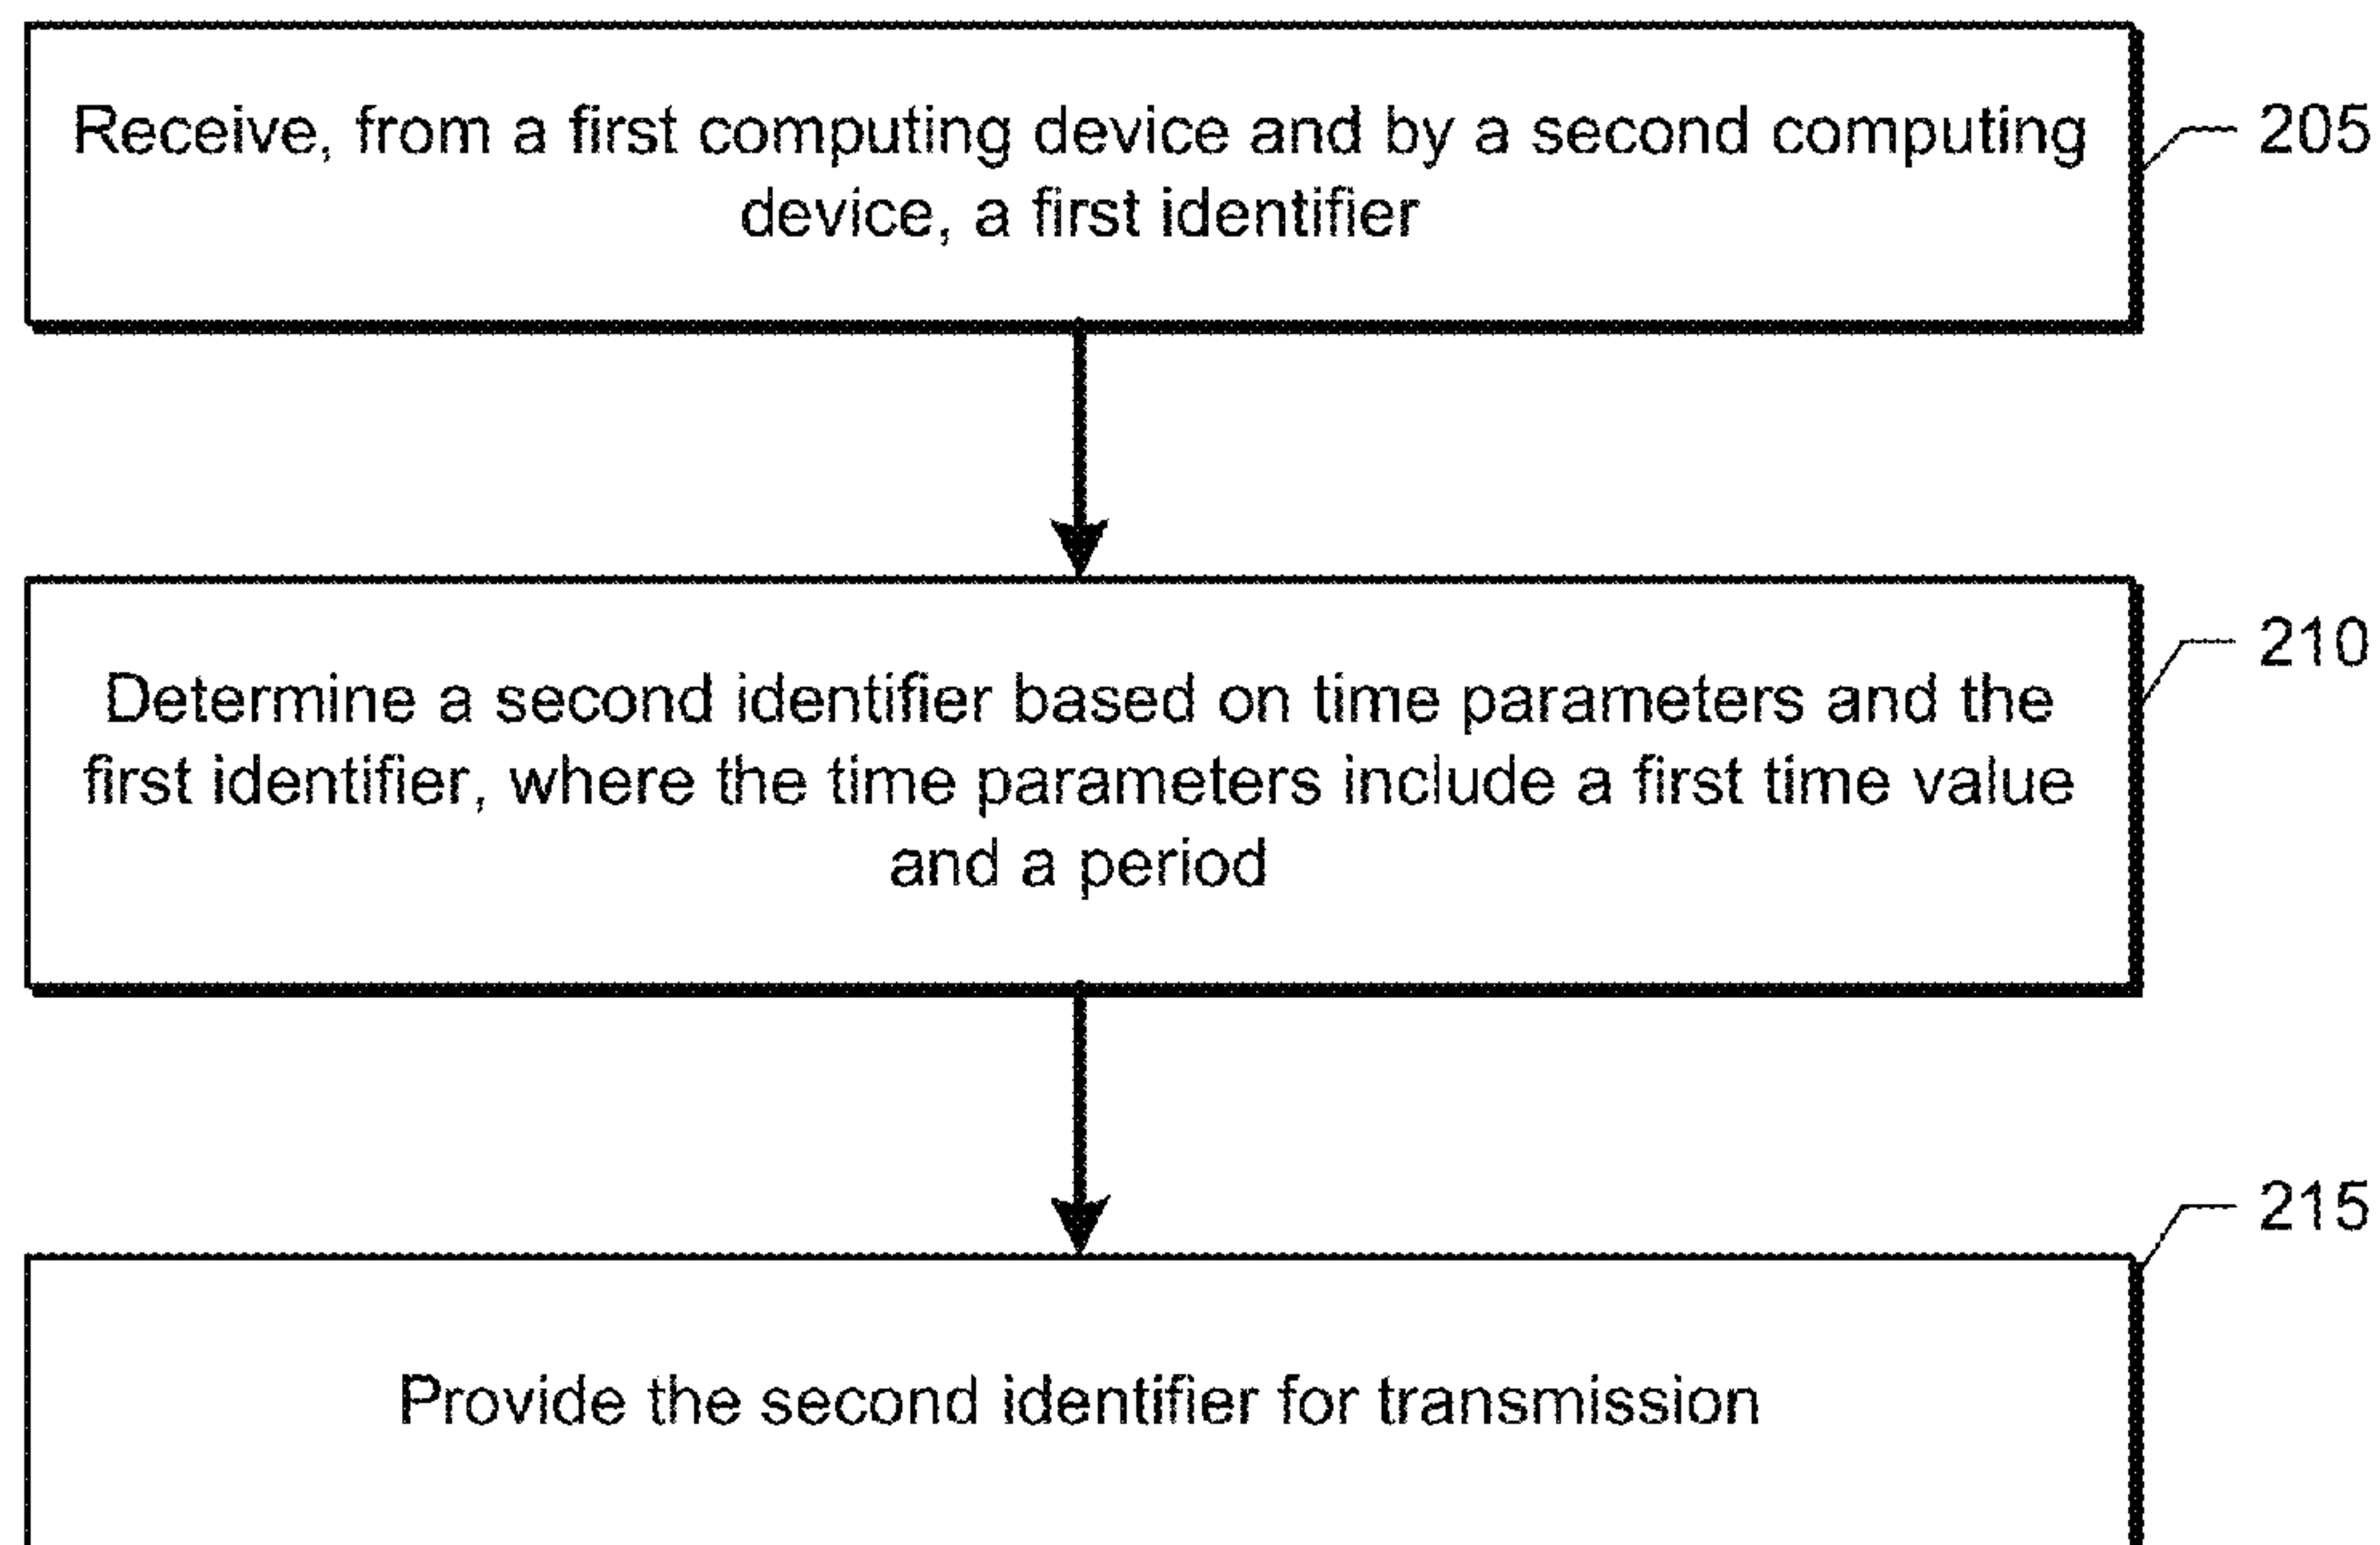 Receive, from a first computing device and by a second computing
device, a first identifier
205
Determine a second identifier based on time parameters and the
first identifier, where the time parameters include a first time value
and a period
210
Provide the second identifier for transmission
215